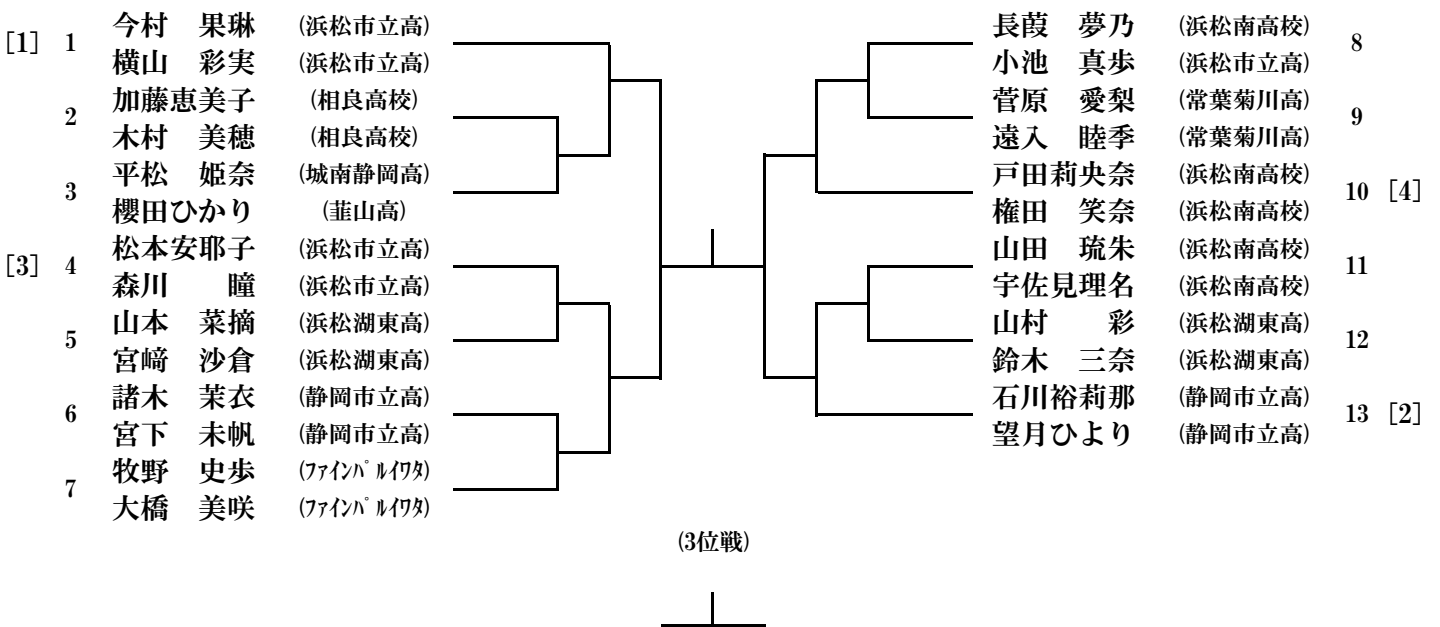 [1] 1 今村　果琳 (浜松市立高)
横山　彩実 (浜松市立高)
2 加藤恵美子 (相良高校)
木村　美穂 (相良高校)
3 平松　姫奈 (城南静岡高)
櫻田ひかり (韮山高)
[3] 4 松本安耶子 (浜松市立高)
森川　瞳 (浜松市立高)
5 山本　菜摘 (浜松湖東高)
宮﨑　沙倉 (浜松湖東高)
6 諸木　茉衣 (静岡市立高)
宮下　未帆 (静岡市立高)
7 牧野　史歩 (ﾌｧｲﾝﾊﾟﾙｲﾜﾀ)
大橋　美咲 (ﾌｧｲﾝﾊﾟﾙｲﾜﾀ)
長葭　夢乃 (浜松南高校) 8
小池　真歩 (浜松市立高)
菅原　愛梨 (常葉菊川高) 9
遠入　睦季 (常葉菊川高)
戸田莉央奈 (浜松南高校) 10 [4]
権田　笑奈 (浜松南高校)
山田　琉朱 (浜松南高校) 11
宇佐見理名 (浜松南高校)
山村　彩 (浜松湖東高) 12
鈴木　三奈 (浜松湖東高)
石川裕莉那 (静岡市立高) 13 [2]
望月ひより (静岡市立高)
(3位戦)